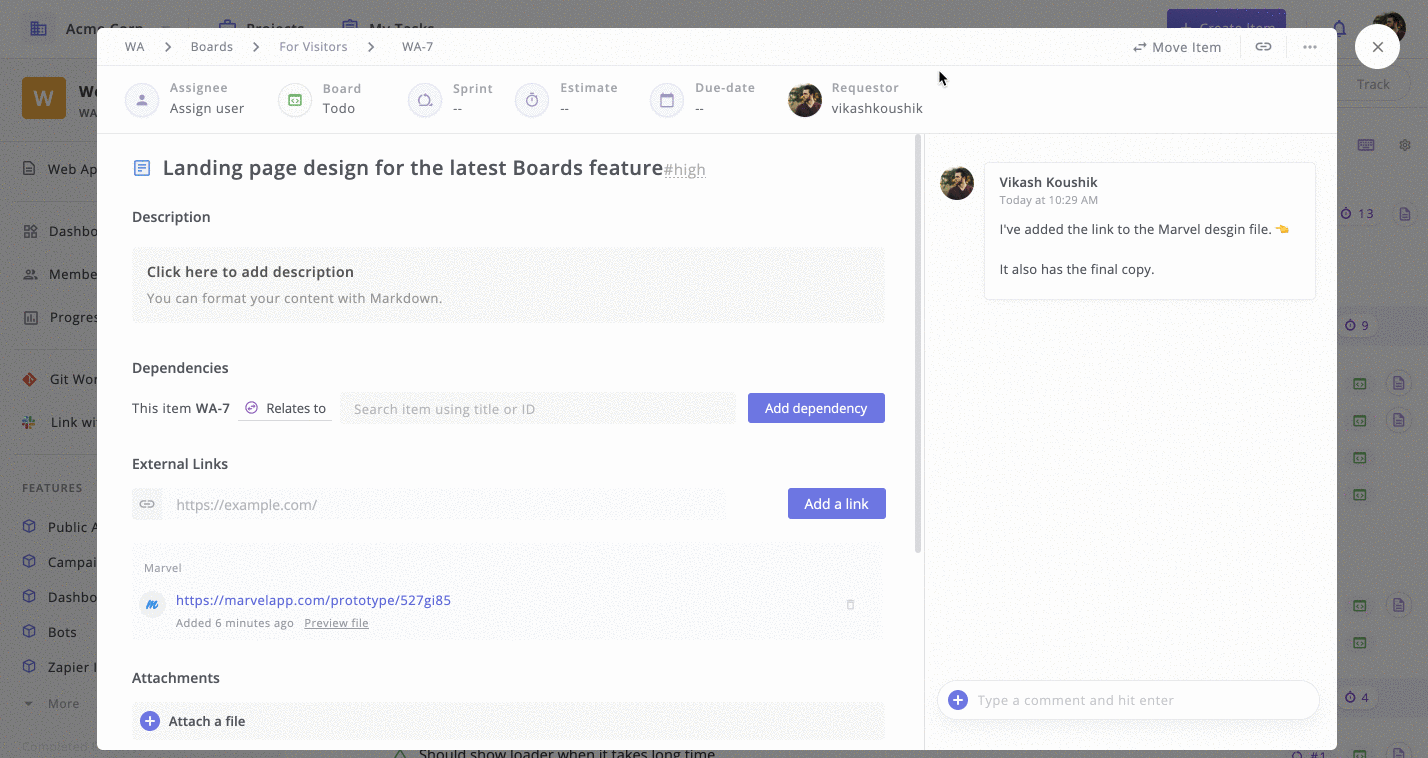 Acme Corp
Projects
My Tasks
+ Create Item
WA > Boards > For Visitors > WA-7
Move Item
Assignee
Assign user
Board
Todo
Sprint
--
Estimate
--
Due-date
--
Requestor
vikashkoushik
W
We
WA
Track
Landing page design for the latest Boards feature#high
Description
Click here to add description
You can format your content with Markdown.
Dependencies
This item WA-7 Relates to Search item using title or ID Add dependency
External Links
https://example.com/ Add a link
Marvel
https://marvelapp.com/prototype/527gi85
Added 6 minutes ago Preview file
Attachments
Attach a file
Vikash Koushik
Today at 10:29 AM
I've added the link to the Marvel desgin file.
It also has the final copy.
Type a comment and hit enter
Web Ap
Dashbo
Membe
Progres
Git Wor
Link wi
FEATURES
Public A
Campai
Dashbo
Bots
Zapier I
More
Completed
13
9
4
Should show loader when it takes long time
#1